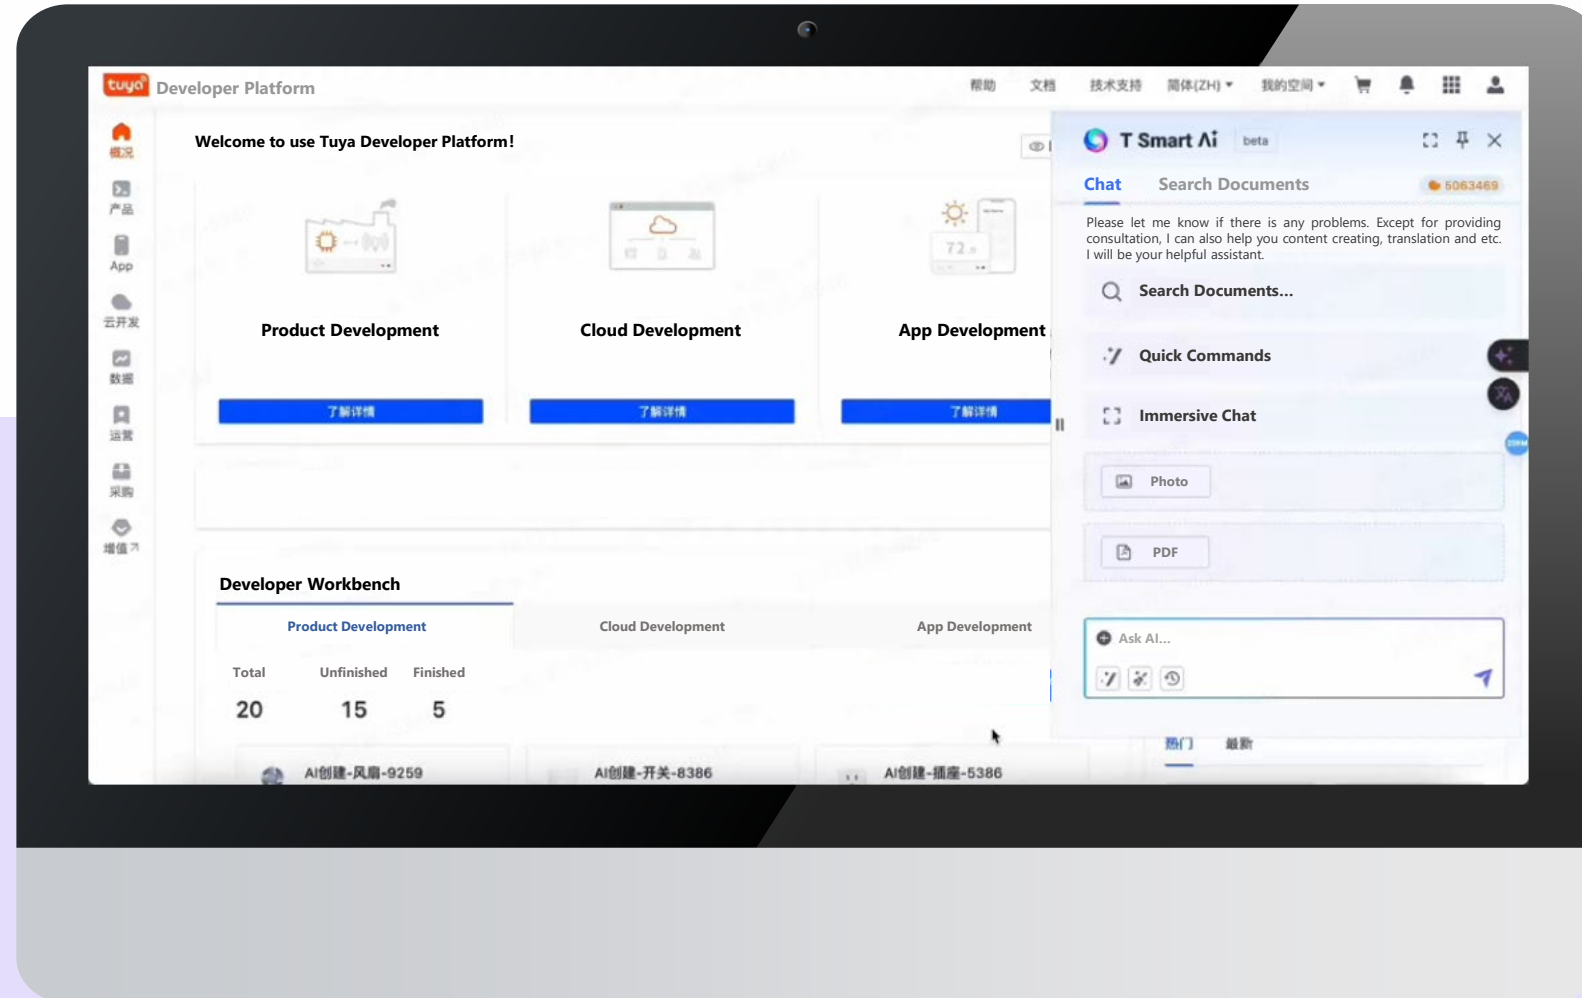 tuya Developer Platform
帮助 文档 技术支持 简体(ZH) 我的空间
概况
产品
App
云开发
数据
运营
采购
增值
Welcome to use Tuya Developer Platform!
Product Development
Cloud Development
App Development
了解详情
了解详情
了解详情
Developer Workbench
Product Development
Cloud Development
App Development
Total Unfinished Finished
20 15 5
AI创建-风扇-9259
AI创建-开关-8386
AI创建-插座-5386
T Smart Ai beta
Chat Search Documents 5063469
Please let me know if there is any problems. Except for providing
consultation, I can also help you content creating, translation and etc.
I will be your helpful assistant.
Search Documents...
Quick Commands
Immersive Chat
Photo
PDF
Ask AI...
热门 最新